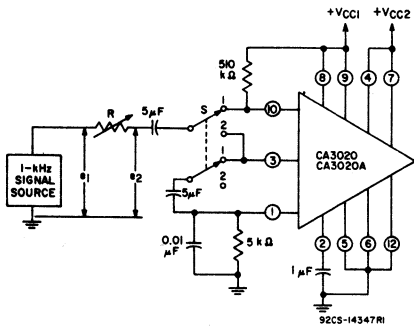 +VCC1 +VCC2
510
kΩ
8 9 4 7
R
5μF
S
1
10
2
1-kHz
SIGNAL
SOURCE
e1 e2
1
3
CA3020
CA3020A
2
5μF
1
0.01
μF
5 kΩ
2 5 6 12
1 μF
92CS-14347R1